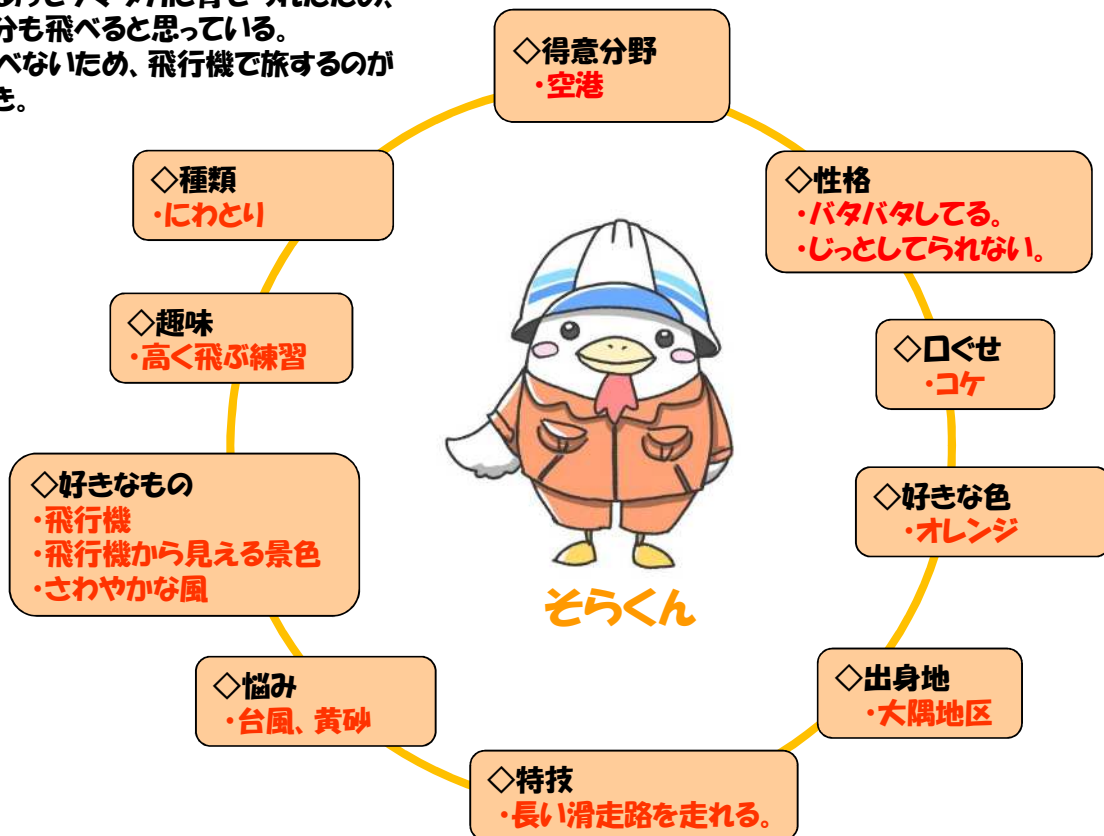 分も飛べると思っている。
べないため、飛行機で旅するのが
き。
◇得意分野
・空港
◇種類
・にわとり
◇性格
・バタバタしてる。
・じっとしてられない。
◇趣味
・高く飛ぶ練習
◇口ぐせ
・コケ
◇好きなもの
・飛行機
・飛行機から見える景色
・さわやかな風
◇好きな色
・オレンジ
そらくん
◇悩み
・台風、黄砂
◇出身地
・大隅地区
◇特技
・長い滑走路を走れる。